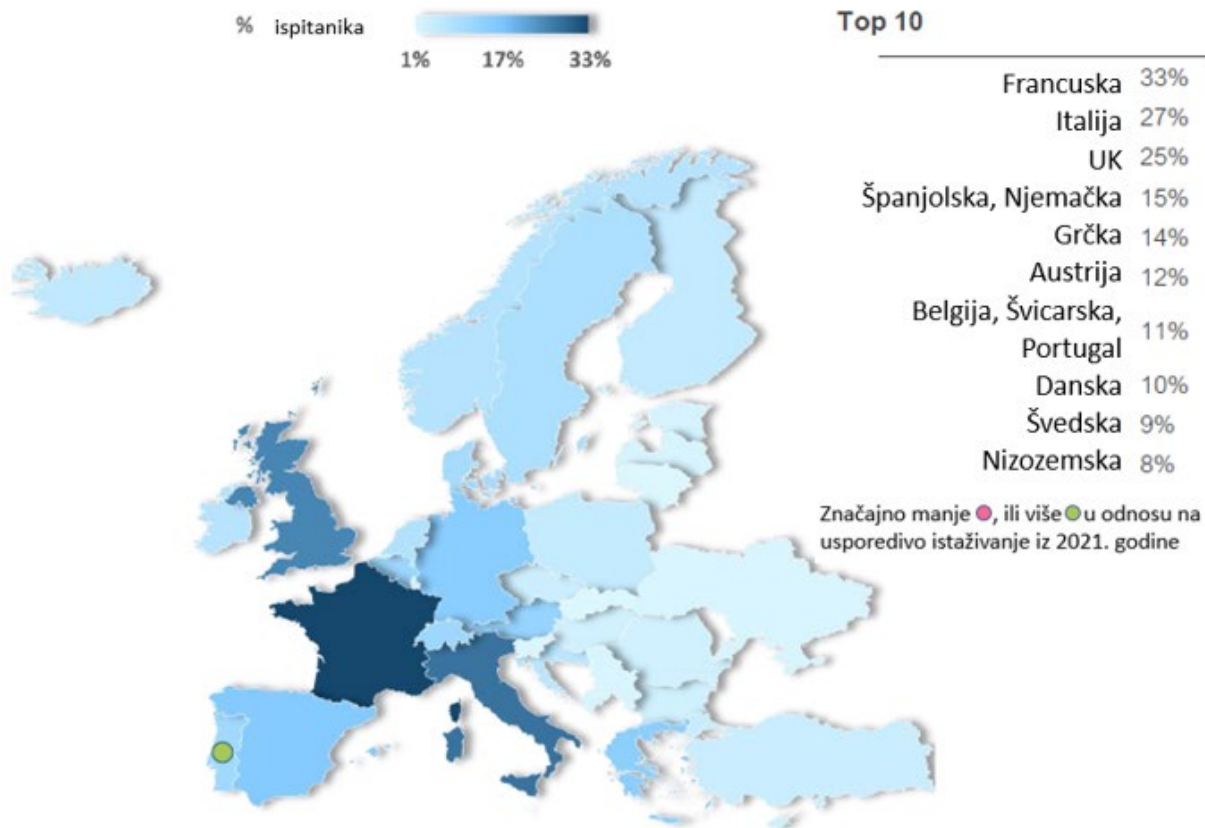 % ispitanika
1% 17% 33%
Top 10
Francuska 33%
Italija 27%
UK 25%
Španjolska, Njemačka 15%
Grčka 14%
Austrija 12%
Belgija, Švicarska,
Portugal 11%
Danska 10%
Švedska 9%
Nizozemska 8%
Značajno manje , ili više u odnosu na
usporedivo istaživanje iz 2021. godine